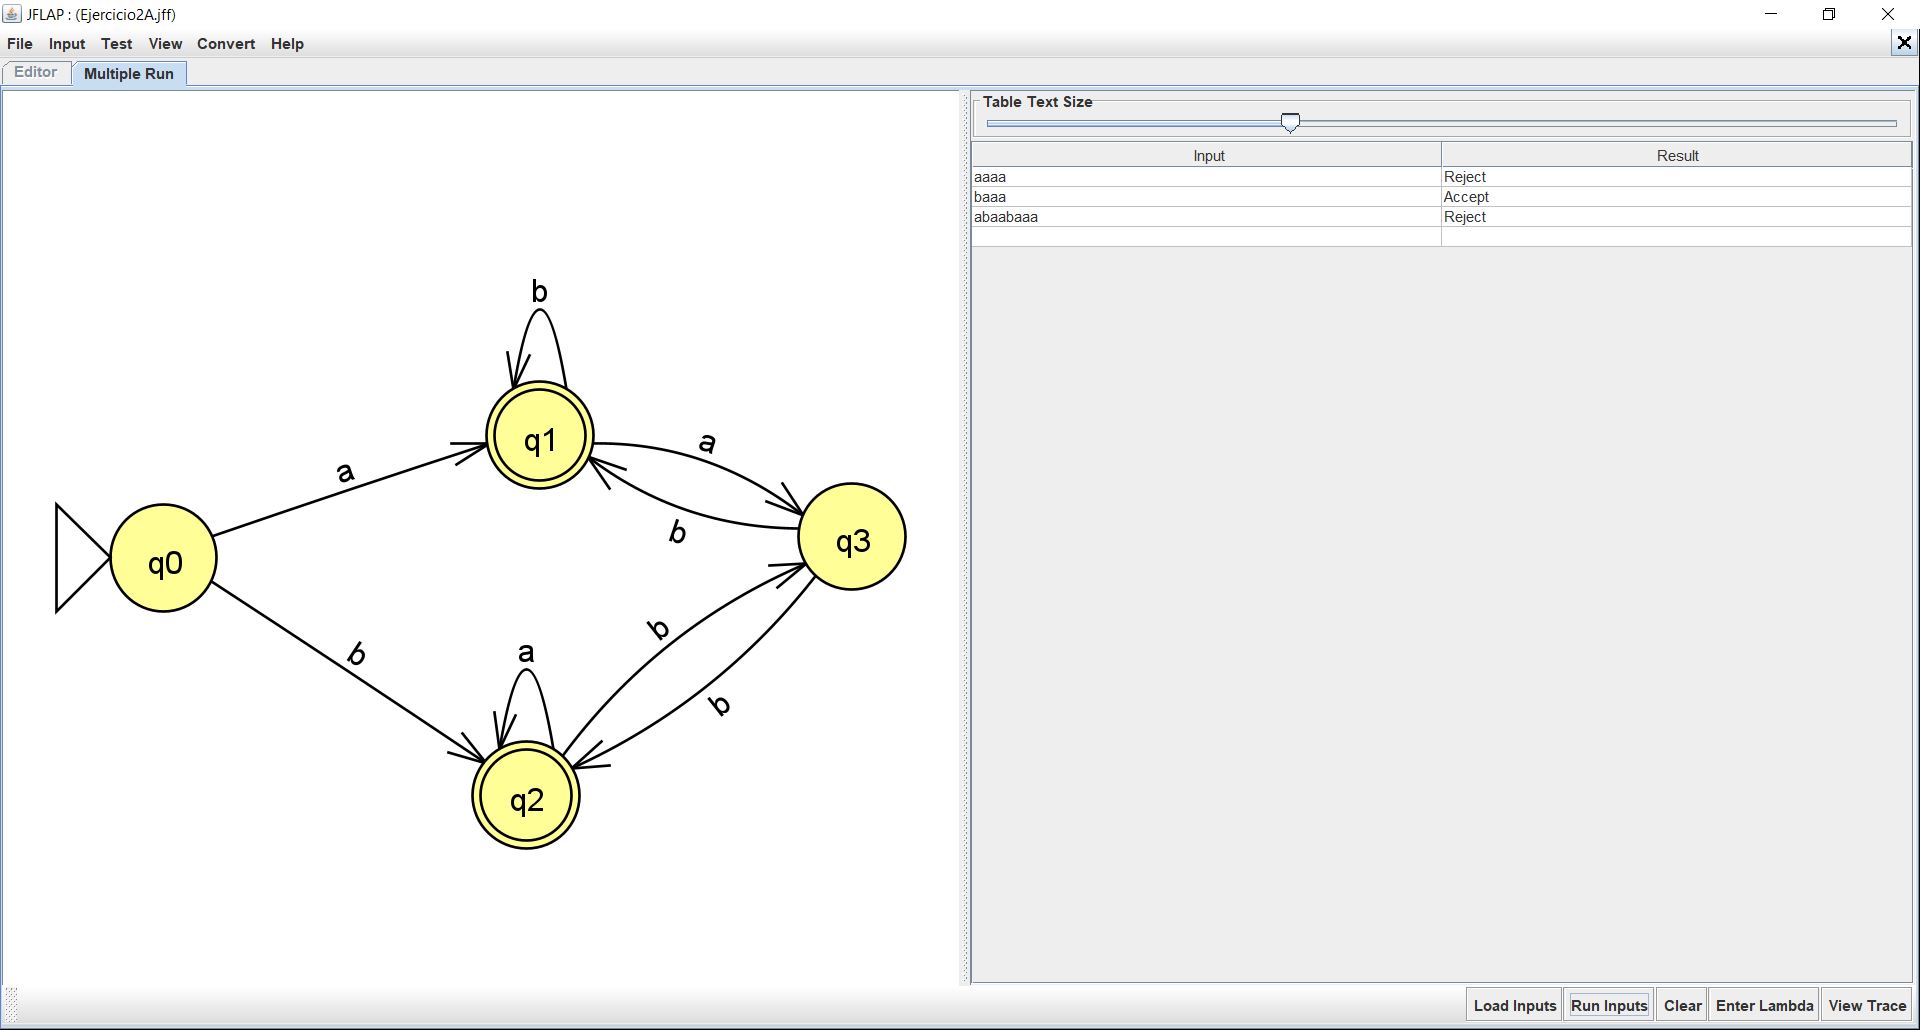 JFLAP : (Ejercicio2A.jff)
File Input Test View Convert Help
Editor Multiple Run
Table Text Size
Input Result
aaaa Reject
baaa Accept
abaabaaa Reject
b
q1
a
a
b
q3
q0
b
b
a
b
q2
Load Inputs Run Inputs Clear Enter Lambda View Trace